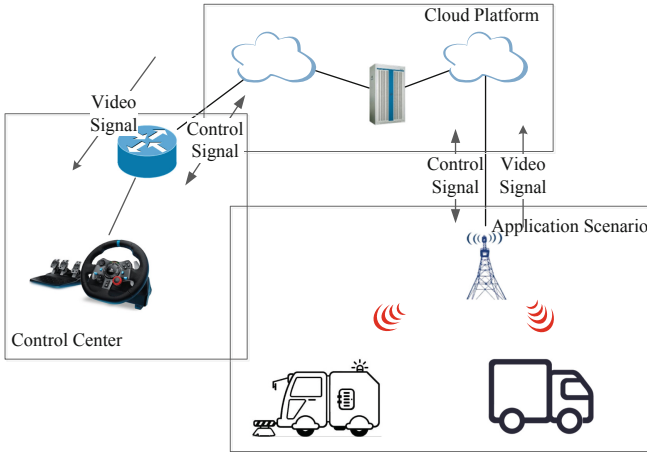 Cloud Platform
Video
Signal
Control
Signal
Control
Signal
Video
Signal
Application Scenario
Control Center